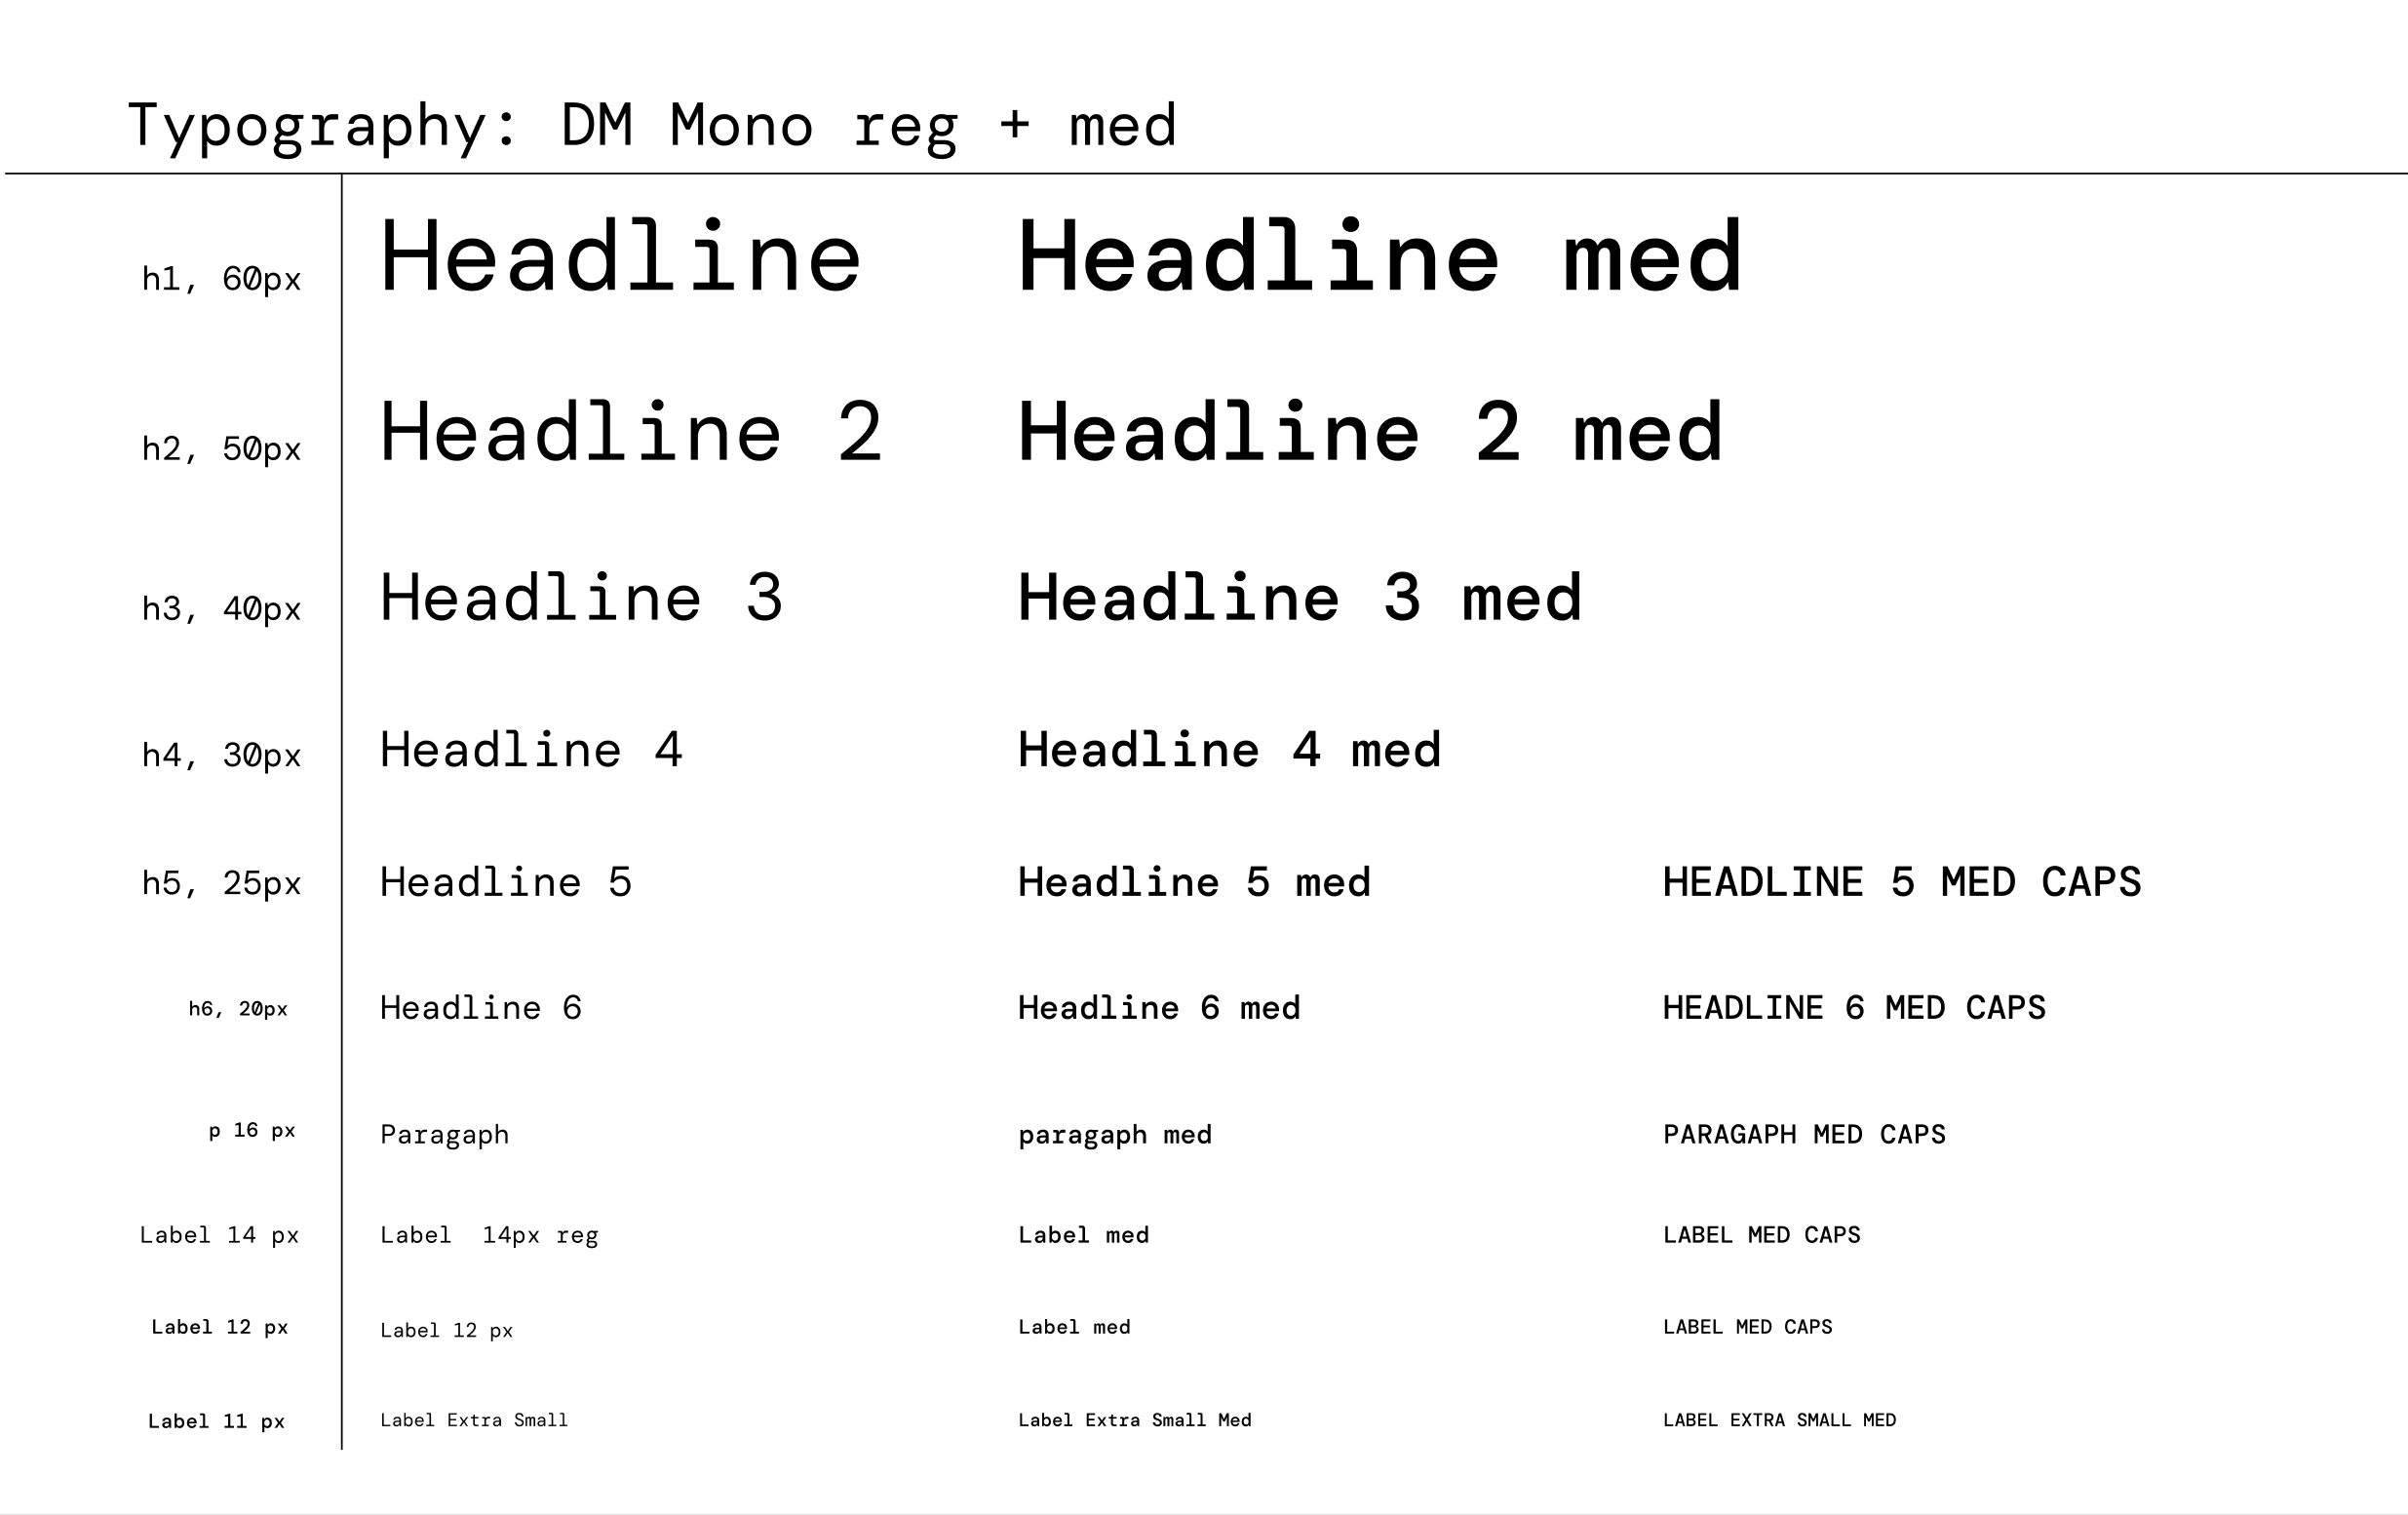 Typography: DM Mono reg + med
h1, 60px Headline Headline med
h2, 50px Headline 2 Headline 2 med
h3, 40px Headline 3 Headline 3 med
h4, 30px Headline 4 Headline 4 med
h5, 25px Headline 5 Headline 5 med HEADLINE 5 MED CAPS
h6, 20px Headline 6 Headline 6 med HEADLINE 6 MED CAPS
p 16 px Paragaph paragaph med PARAGAPH MED CAPS
Label 14 px Label  14px reg Label med LABEL MED CAPS
Label 12 px Label 12 px Label med LABEL MED CAPS
Label 11 px Label Extra Small Label Extra Small Med LABEL EXTRA SMALL MED